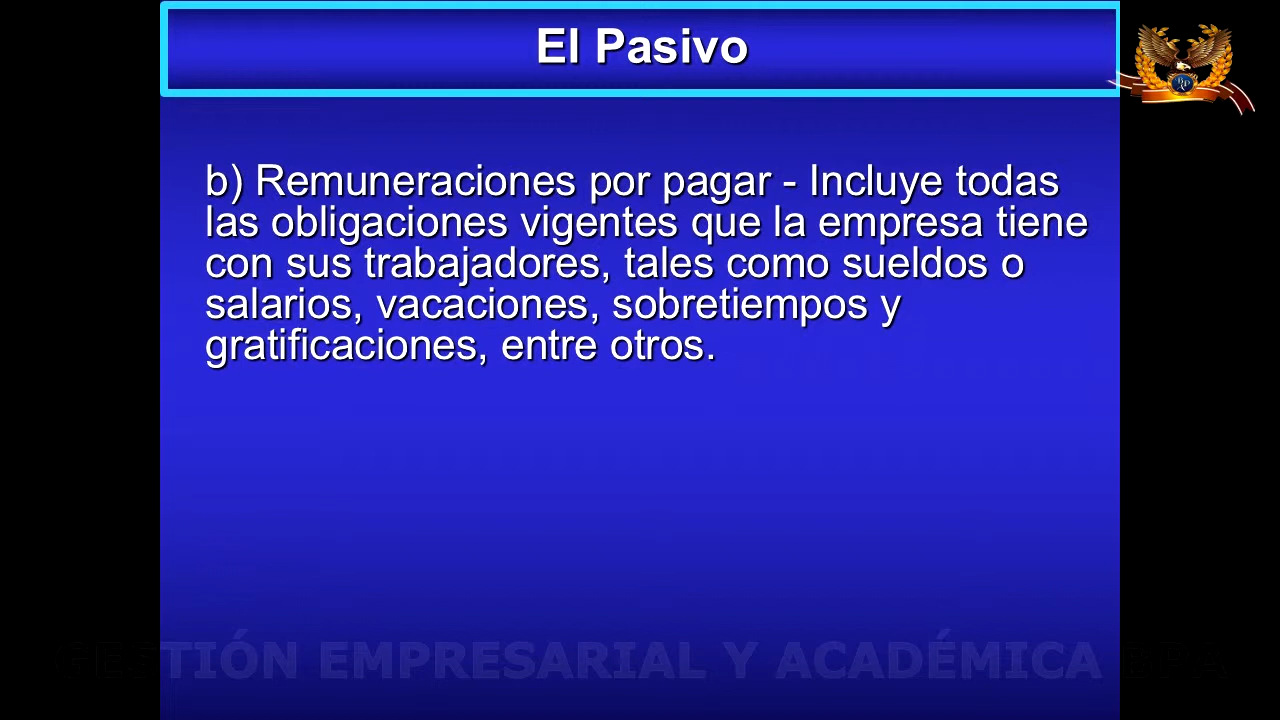 El Pasivo
b) Remuneraciones por pagar - Incluye todas
las obligaciones vigentes que la empresa tiene
con sus trabajadores, tales como sueldos o
salarios, vacaciones, sobretiempos y
gratificaciones, entre otros.
GESTIÓN EMPRESARIAL Y ACADÉMICA